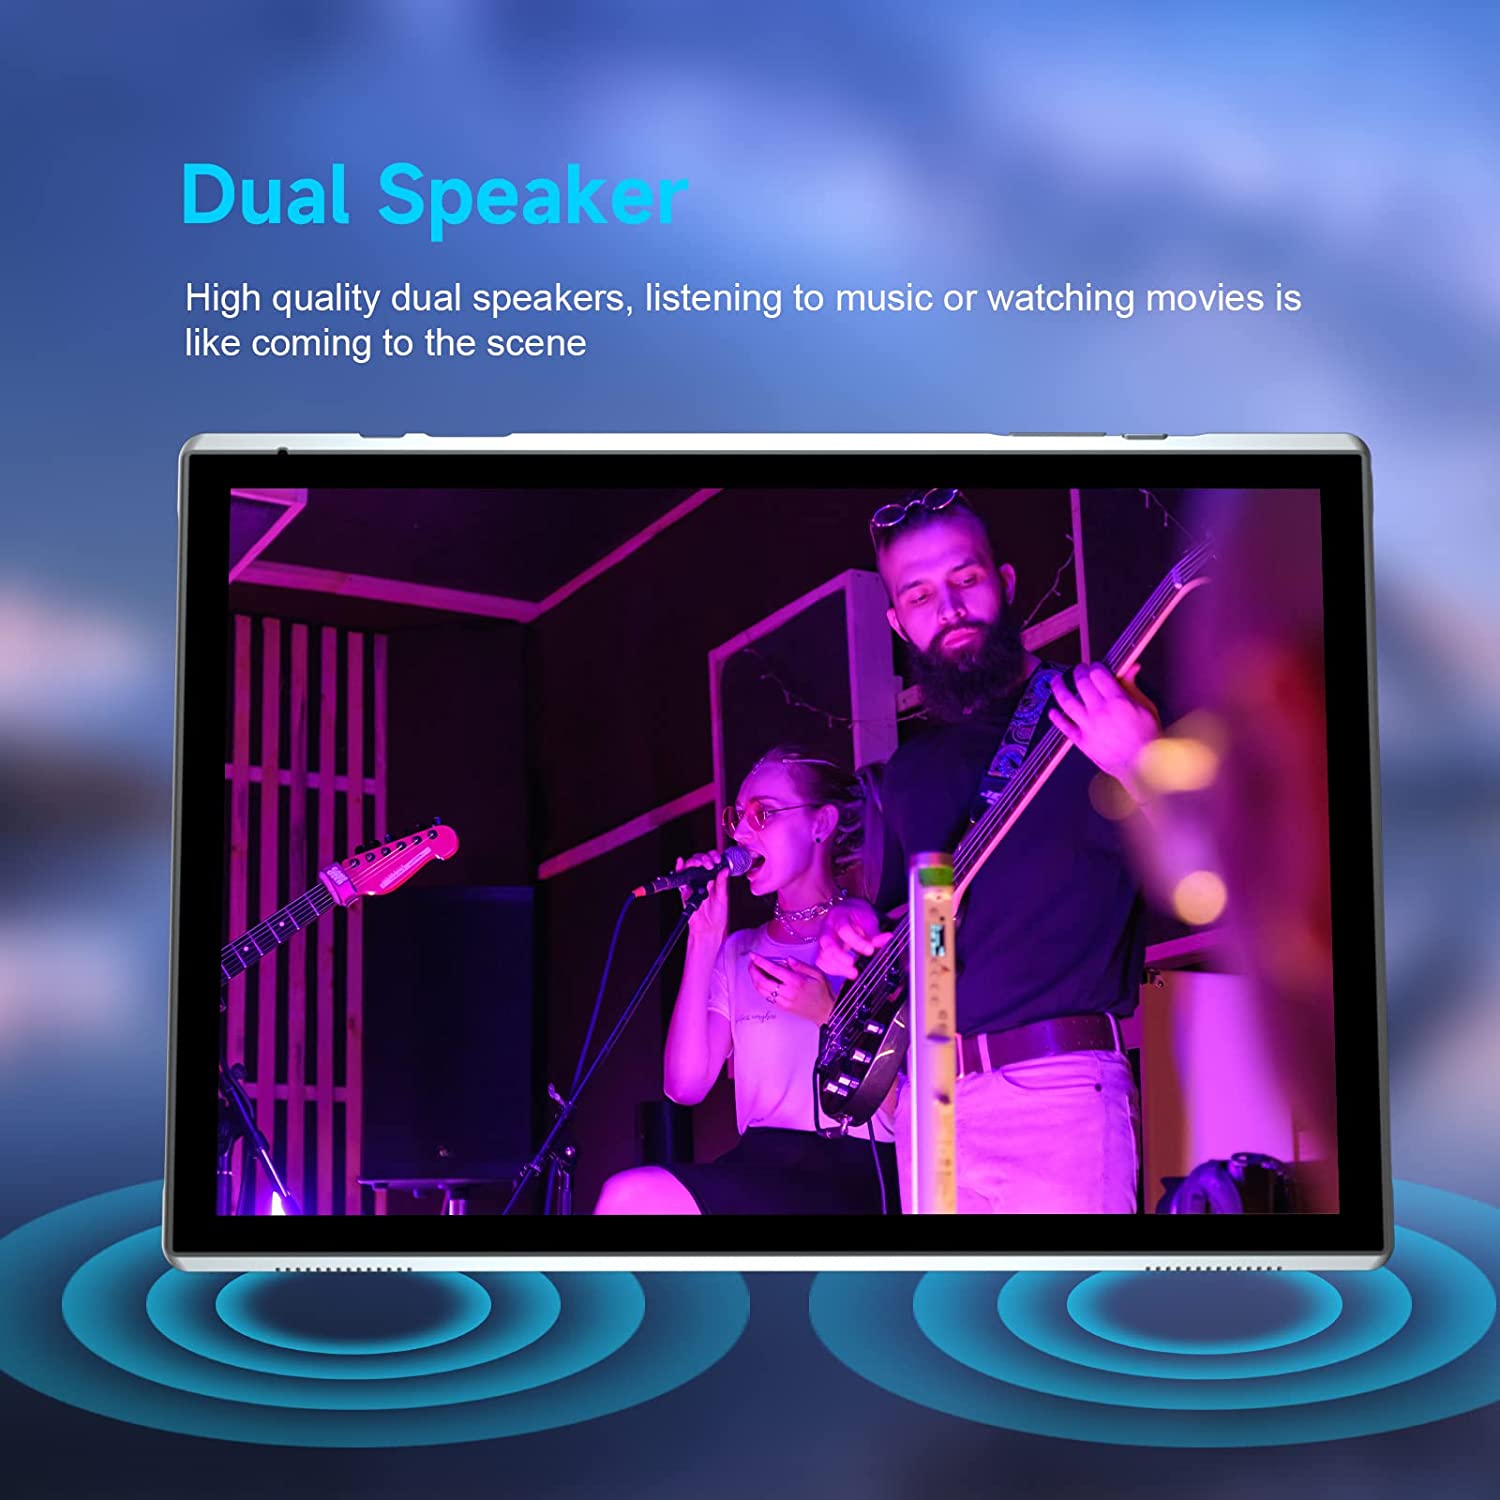 Dual Speaker
High quality dual speakers, listening to music or watching movies is
like coming to the scene